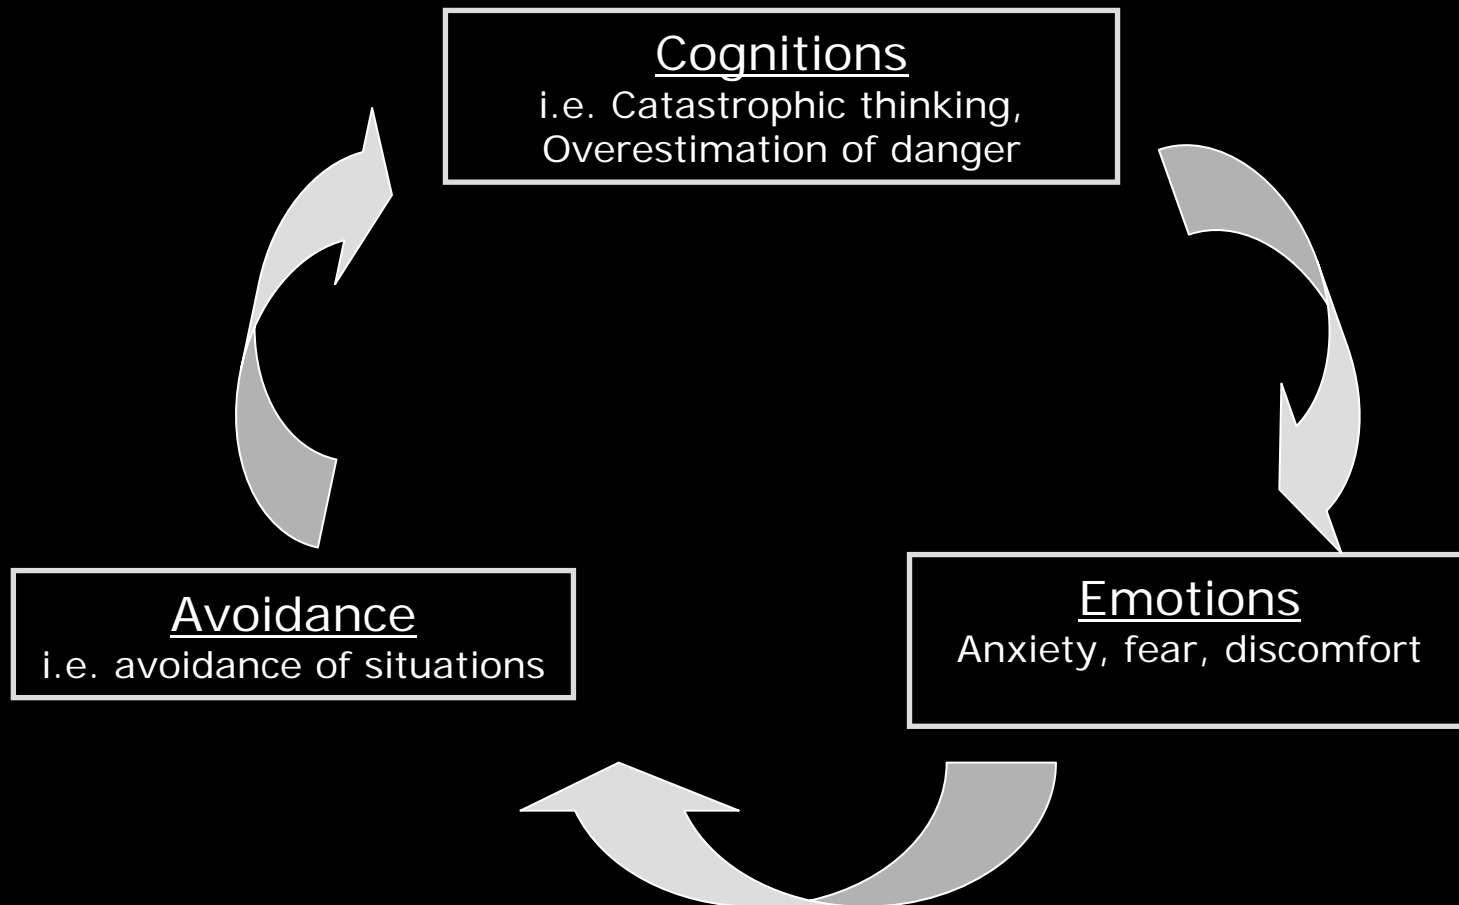 Cognitions
i.e. Catastrophic thinking,
Overestimation of danger
Avoidance
i.e. avoidance of situations
Emotions
Anxiety, fear, discomfort